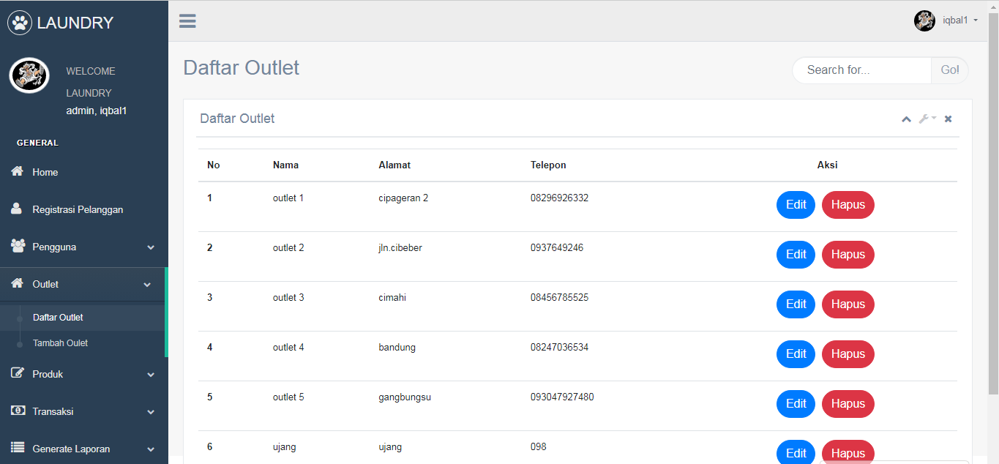 LAUNDRY
iqbal1
WELCOME
LAUNDRY
admin, iqbal1
GENERAL
Home
Registrasi Pelanggan
Pengguna
Outlet
Daftar Outlet
Tambah Oulet
Produk
Transaksi
Generate Laporan
Daftar Outlet
Search for...
Go!
Daftar Outlet
No Nama Alamat Telepon Aksi
1 outlet 1 cipageran 2 08296926332 Edit Hapus
2 outlet 2 jln.cibeber 0937649246 Edit Hapus
3 outlet 3 cimahi 08456785525 Edit Hapus
4 outlet 4 bandung 08247036534 Edit Hapus
5 outlet 5 gangbungsu 093047927480 Edit Hapus
6 ujang ujang 098 Edit Hapus